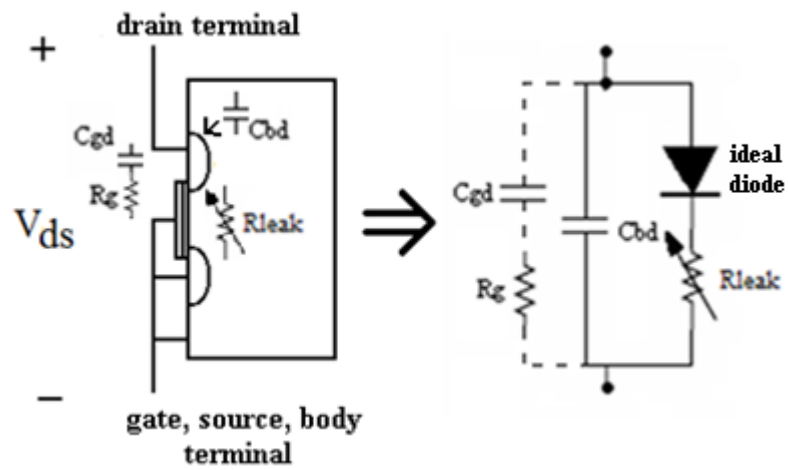 drain terminal
+
Cgd
Cbd
Rg
Vds
Rleak
–
gate, source, body
terminal
ideal
diode
Cgd
Cbd
Rg
Rleak